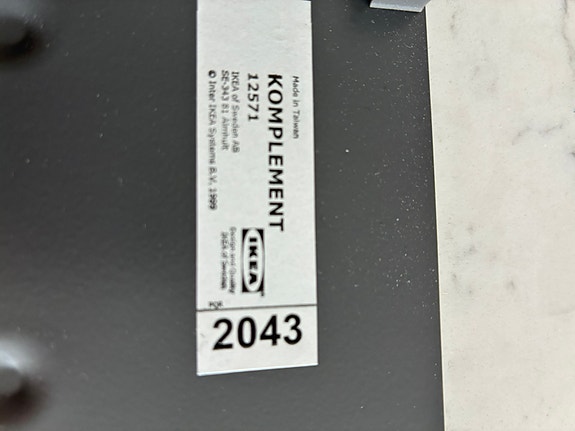 Made in Taiwan
KOMPLEMENT
12571
IKEA of Sweden AB
SE-343 81 Älmhult
© Inter IKEA Systems B.V. 1999
IKEA®
Design and Quality
IKEA of Sweden
2043